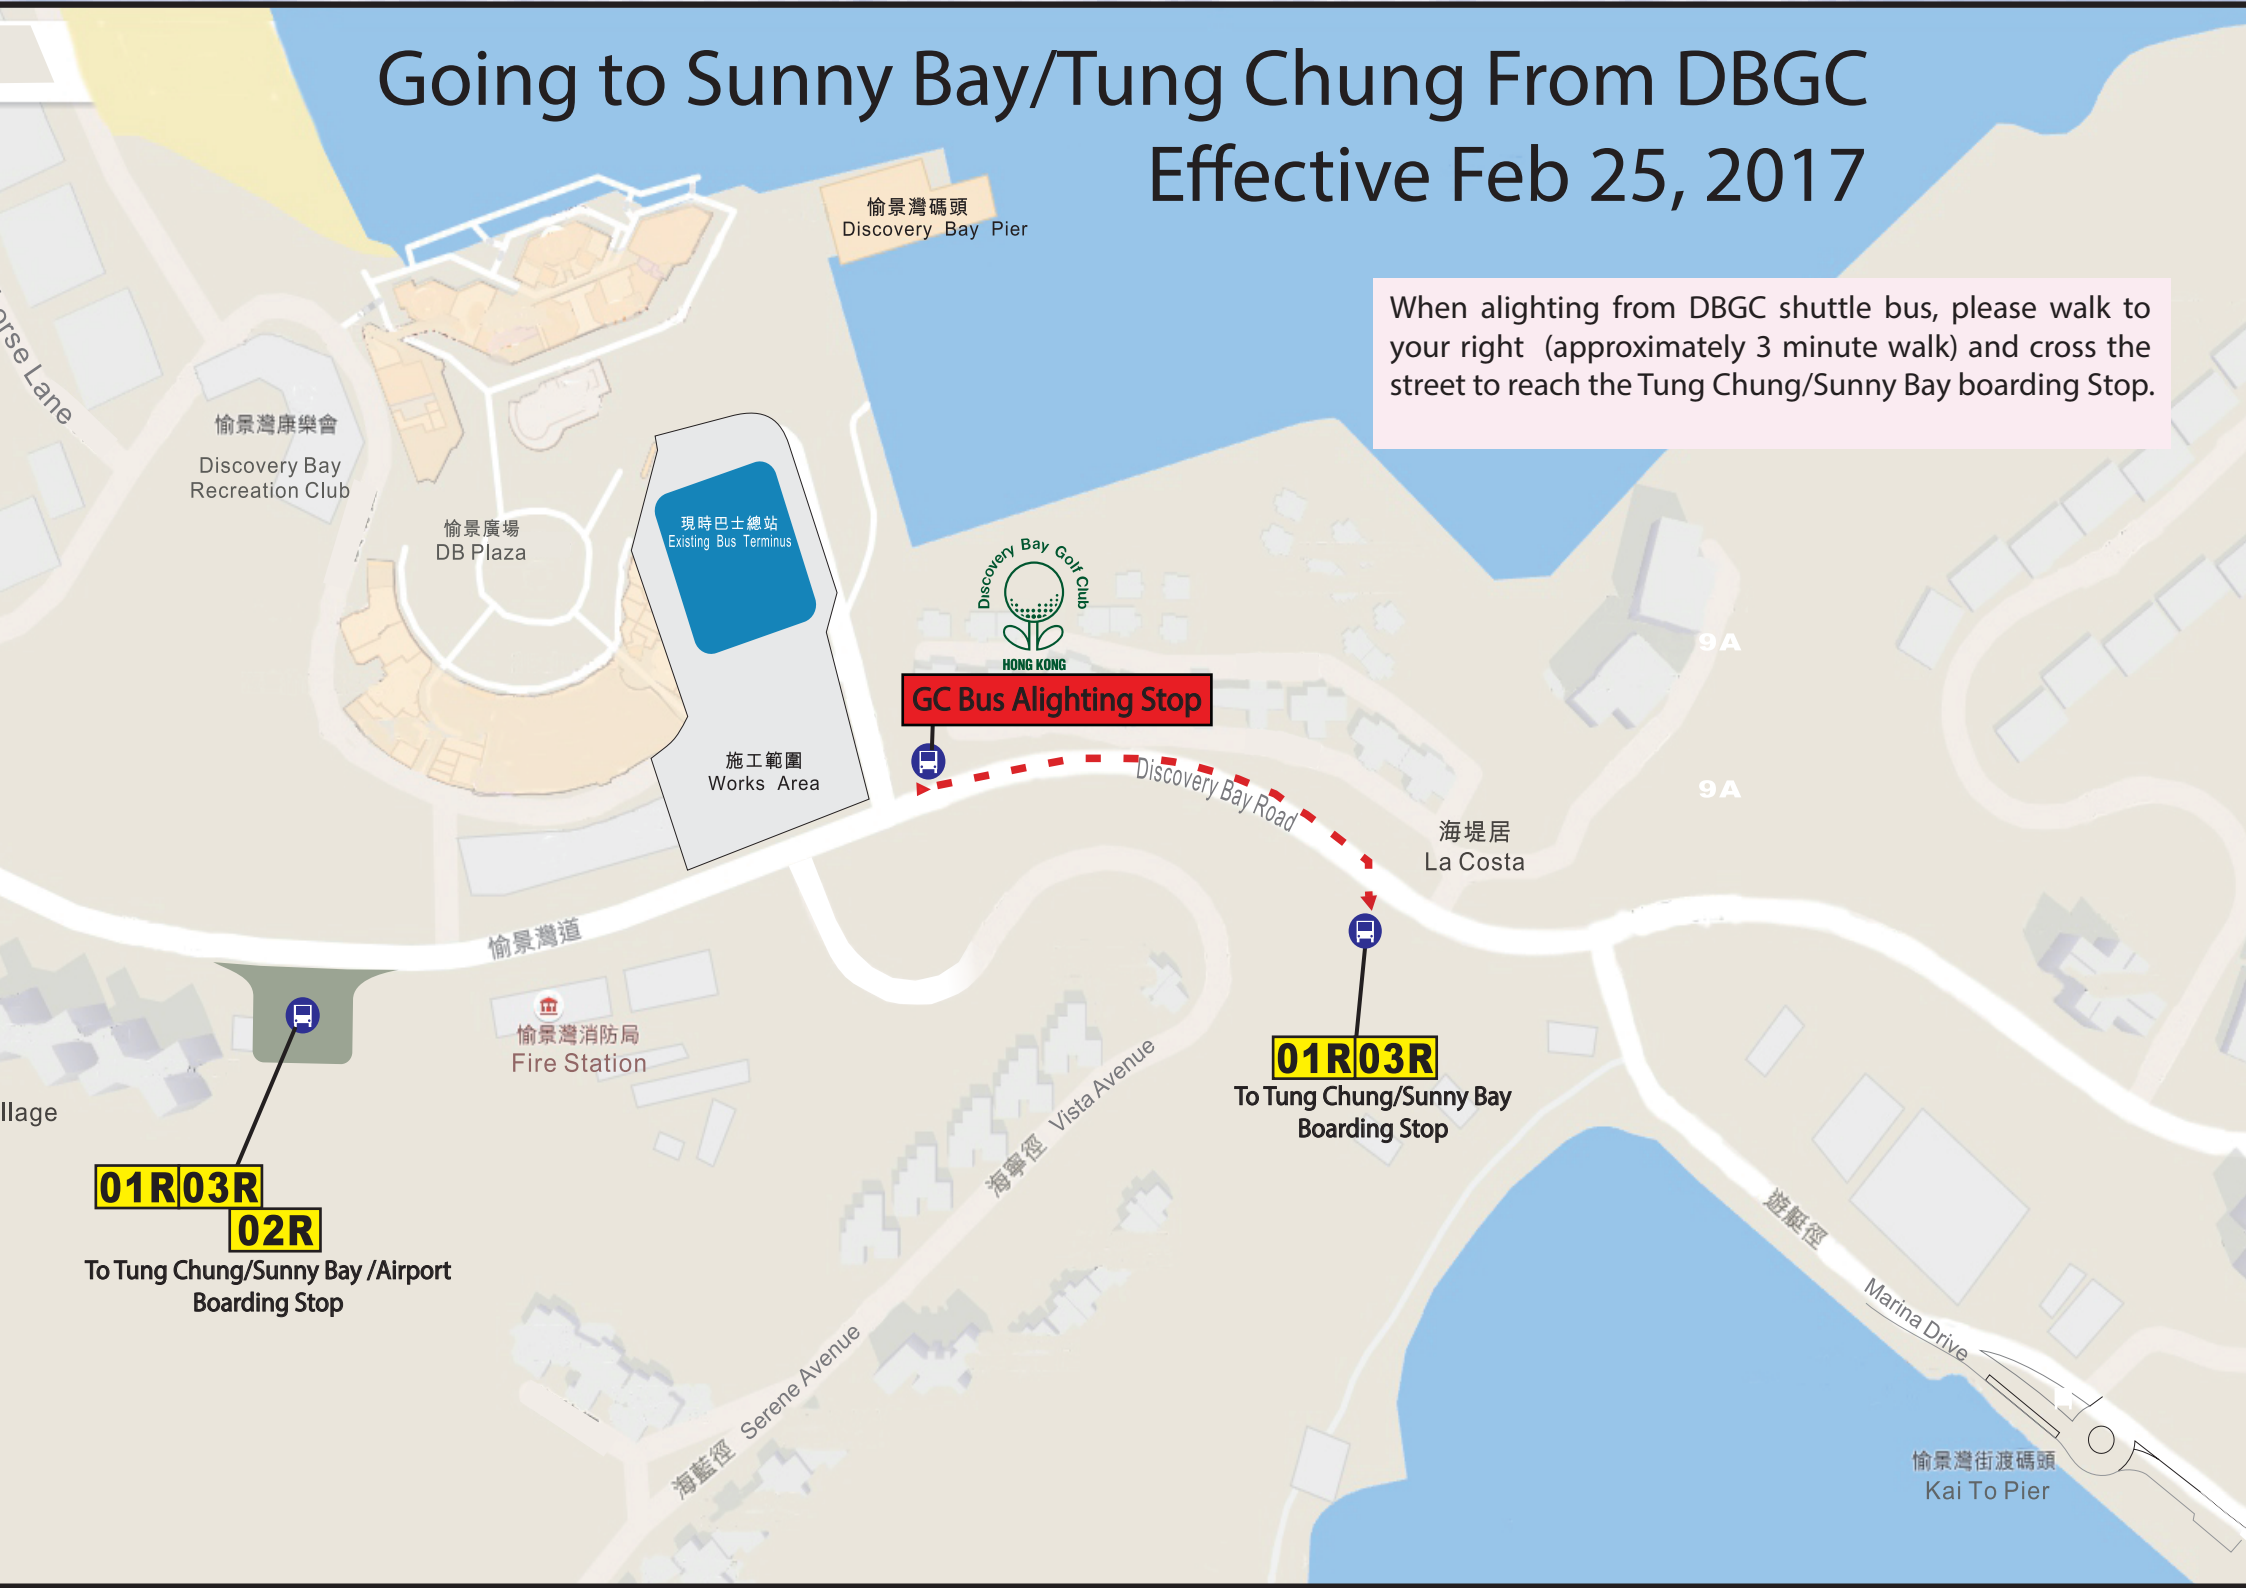 Going to Sunny Bay/Tung Chung From DBGC
Effective Feb 25, 2017
愉景灣碼頭
Discovery Bay Pier
When alighting from DBGC shuttle bus, please walk to
your right (approximately 3 minute walk) and cross the
street to reach the Tung Chung/Sunny Bay boarding Stop.
orse Lane
愉景灣康樂會
Discovery Bay
Recreation Club
愉景廣場
DB Plaza
現時巴士總站
Existing Bus Terminus
Discovery Bay Golf Club
HONG KONG
GC Bus Alighting Stop
9A
施工範圍
Works Area
Discovery Bay Road
9A
海堤居
La Costa
愉景灣道
愉景灣消防局
Fire Station
01R 03R
To Tung Chung/Sunny Bay
Boarding Stop
llage
01R 03R
02R
To Tung Chung/Sunny Bay /Airport
Boarding Stop
海寧徑 Vista Avenue
海藍徑 Serene Avenue
遊艇徑
Marina Drive
愉景灣街渡碼頭
Kai To Pier